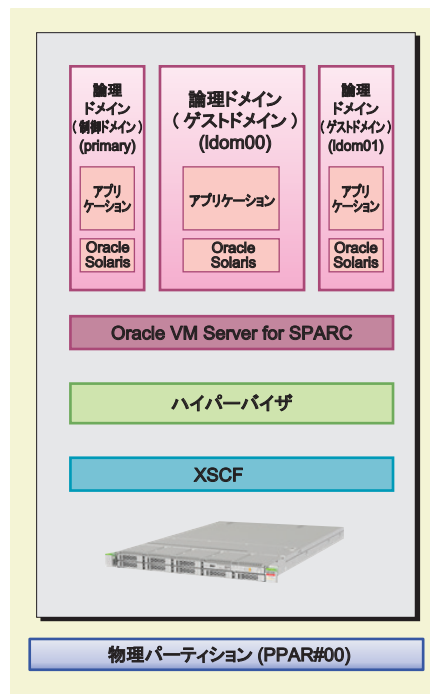 論理
ドメイン
(制御ドメイン)
(primary)
アプリ
ケーション
Oracle
Solaris
論理ドメイン
(ゲストドメイン)
(ldom00)
アプリケーション
Oracle
Solaris
論理
ドメイン
(ゲストドメイン)
(ldom01)
アプリ
ケーション
Oracle
Solaris
Oracle VM Server for SPARC
ハイパーバイザ
XSCF
物理パーティション (PPAR#00)